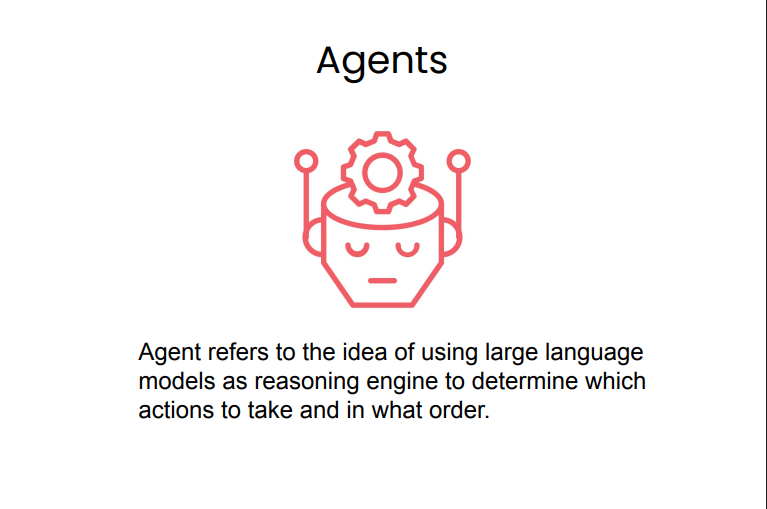 Agents
Agent refers to the idea of using large language
models as reasoning engine to determine which
actions to take and in what order.